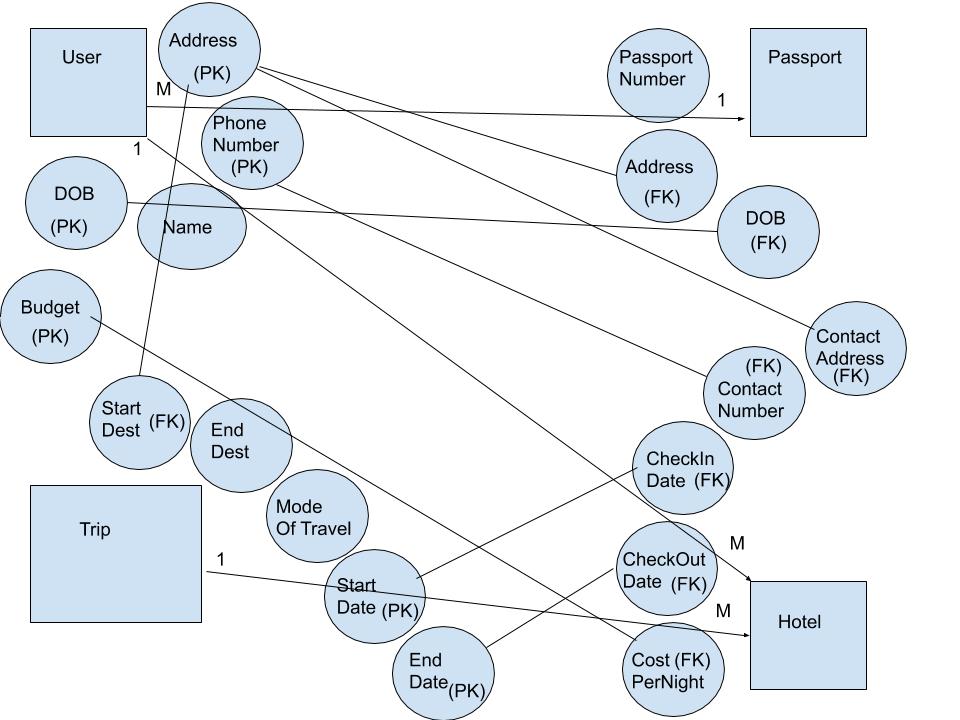 User
Address
(PK)
M
Phone
Number
(PK)
Passport
Number
1
Passport
1
DOB
(PK)
Name
Address
(FK)
DOB
(FK)
Budget
(PK)
Contact
Address
(FK)
(FK)
Contact
Number
Start
Dest (FK)
End
Dest
CheckIn
Date (FK)
Mode
Of Travel
Trip
1
M
CheckOut
Date (FK)
Start
Date (PK)
M
Hotel
End
Date (PK)
Cost (FK)
PerNight